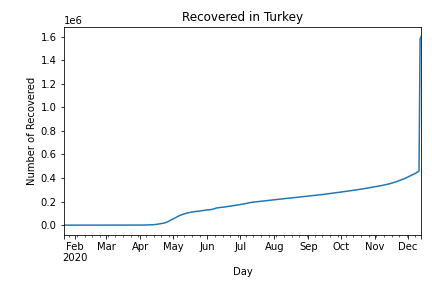 Recovered in Turkey
1e6
1.6
1.4
1.2
1.0
0.8
0.6
0.4
0.2
0.0
Number of Recovered
Feb Mar Apr May Jun Jul Aug Sep Oct Nov Dec
2020
Day